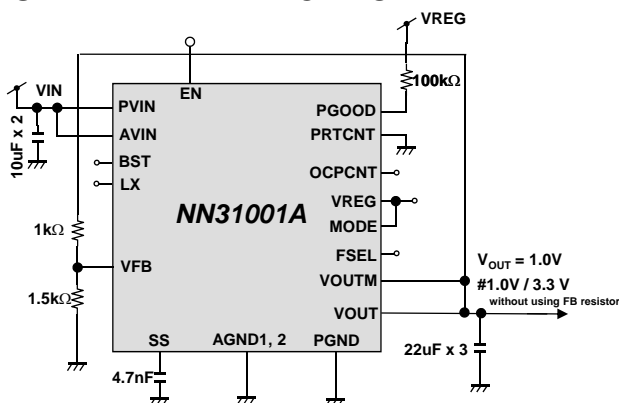 VREG
VIN
EN
100kΩ
PVIN
PGOOD
10uF x 2
AVIN
PRTCNT
BST
OCPCNT
LX
VREG
NN31001A
MODE
1kΩ
FSEL
VFB
VOUTM
VOUT = 1.0V
#1.0V / 3.3 V
without using FB resistor
1.5kΩ
VOUT
SS
AGND1, 2
PGND
22uF x 3
4.7nF